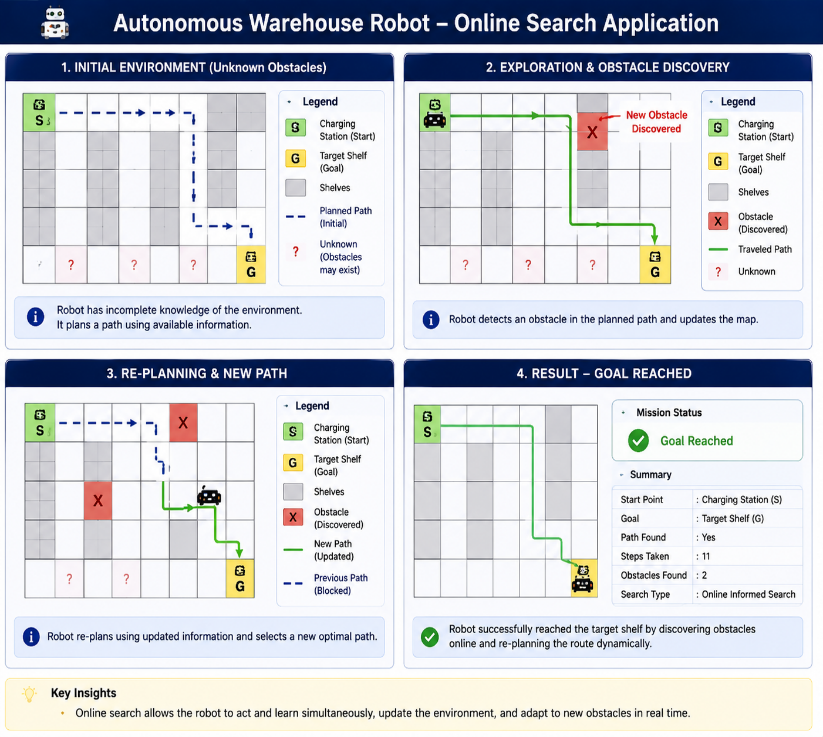 Autonomous Warehouse Robot – Online Search Application
1. INITIAL ENVIRONMENT (Unknown Obstacles)
S
?
?
?
G
Legend
S
Charging
Station (Start)
G
Target Shelf
(Goal)
Shelves
Planned Path
(Initial)
?
Unknown
(Obstacles
may exist)
i
Robot has incomplete knowledge of the environment.
It plans a path using available information.
2. EXPLORATION & OBSTACLE DISCOVERY
X
New Obstacle
Discovered
?
?
?
G
Legend
S
Charging
Station (Start)
G
Target Shelf
(Goal)
Shelves
X
Obstacle
(Discovered)
Traveled Path
?
Unknown
i
Robot detects an obstacle in the planned path and updates the map.
3. RE-PLANNING & NEW PATH
S
X
X
?
?
G
Legend
S
Charging
Station (Start)
G
Target Shelf
(Goal)
Shelves
X
Obstacle
(Discovered)
New Path
(Updated)
Previous Path
(Blocked)
i
Robot re-plans using updated information and selects a new optimal path.
4. RESULT – GOAL REACHED
S
Mission Status
Goal Reached
Summary
Start Point : Charging Station (S)
Goal : Target Shelf (G)
Path Found : Yes
Steps Taken : 11
Obstacles Found : 2
Search Type : Online Informed Search
Robot successfully reached the target shelf by discovering obstacles
online and re-planning the route dynamically.
Key Insights
• Online search allows the robot to act and learn simultaneously, update the environment, and adapt to new obstacles in real time.